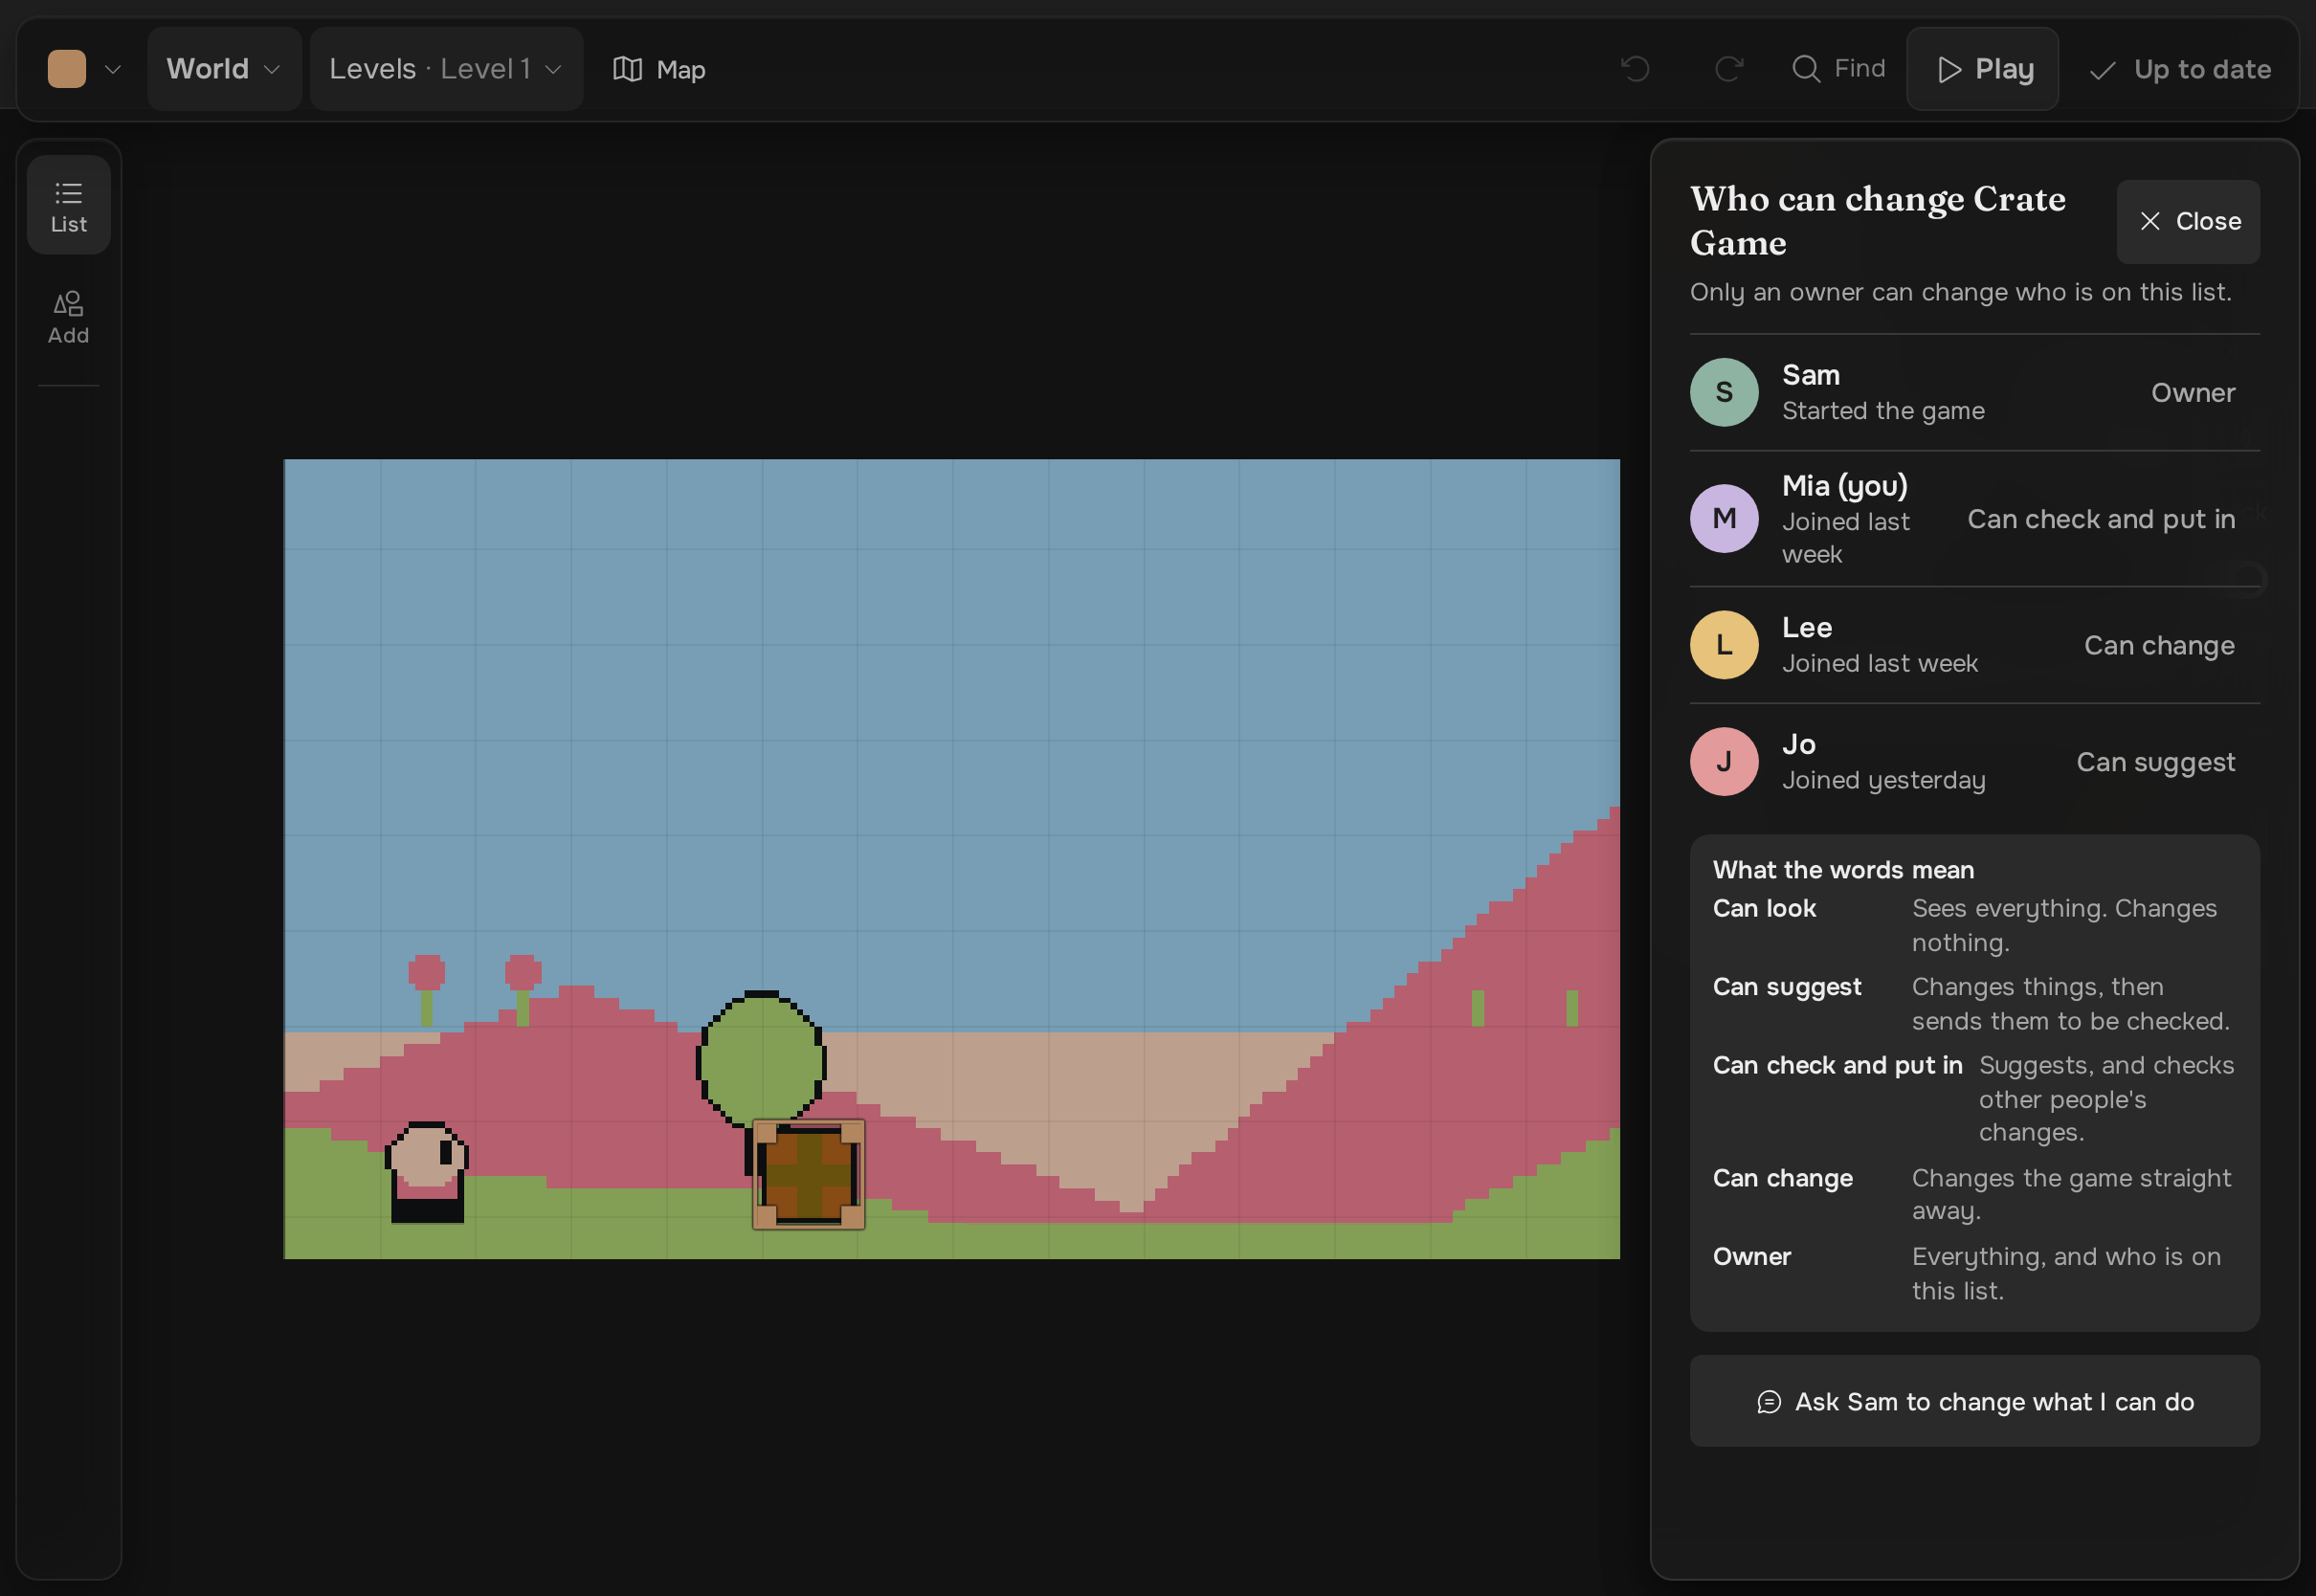 World
Levels · Level 1
Map
Find
Play
Up to date
List
Add
Who can change Crate
Game
Close
Only an owner can change who is on this list.
S
Sam
Started the game
Owner
M
Mia (you)
Joined last
week
Can check and put in
L
Lee
Joined last week
Can change
J
Jo
Joined yesterday
Can suggest
What the words mean
Can look
Sees everything. Changes
nothing.
Can suggest
Changes things, then
sends them to be checked.
Can check and put in
Suggests, and checks
other people's
changes.
Can change
Changes the game straight
away.
Owner
Everything, and who is on
this list.
Ask Sam to change what I can do